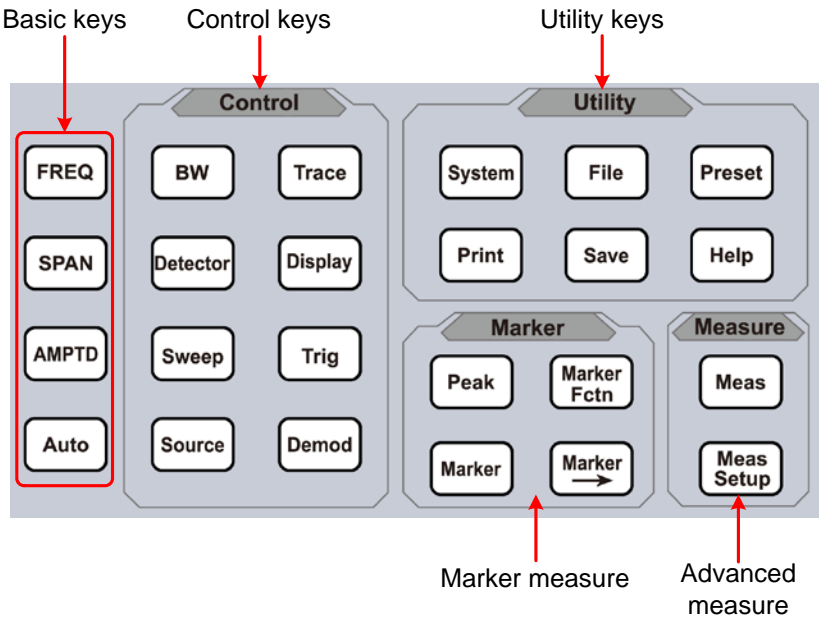 Basic keys
Control keys
Utility keys
Control
Utility
FREQ
BW
Trace
System
File
Preset
SPAN
Detector
Display
Print
Save
Help
Marker
Measure
AMPTD
Sweep
Trig
Peak
Marker
Fctn
Meas
Auto
Source
Demod
Marker
Marker
Meas
Setup
Marker measure
Advanced
measure